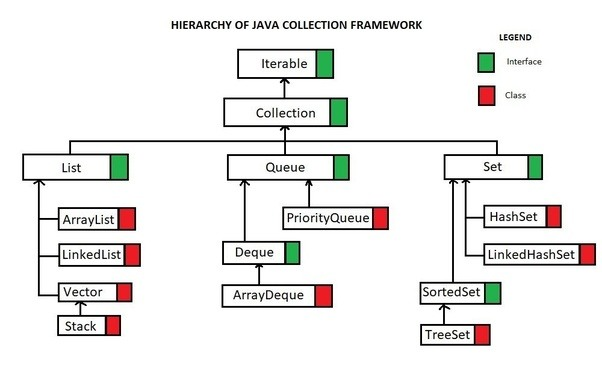 HIERARCHY OF JAVA COLLECTION FRAMEWORK
LEGEND
Interface
Class
Iterable
Collection
List
Queue
Set
ArrayList
PriorityQueue
HashSet
LinkedList
Deque
LinkedHashSet
Vector
ArrayDeque
SortedSet
Stack
TreeSet